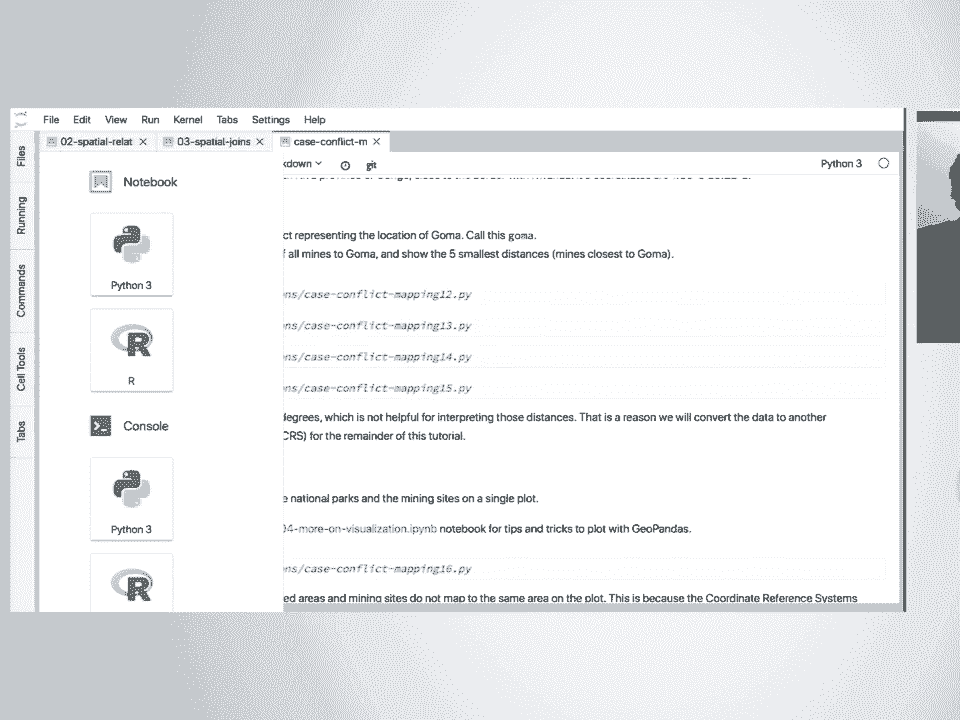 File Edit View Run Kernel Tabs Settings Help
02-spatial-relat 03-spatial-joins case-conflict-m
Files
Running
Commands
Cell Tools
Tabs
Notebook
Python 3
R
Console
Python 3
R
kdown git Python 3
ct representing the location of Goma. Call this goma.
f all mines to Goma, and show the 5 smallest distances (mines closest to Goma).
ns/case-conflict-mapping12.py
ns/case-conflict-mapping13.py
ns/case-conflict-mapping14.py
ns/case-conflict-mapping15.py
degrees, which is not helpful for interpreting those distances. That is a reason we will convert the data to another
CRS) for the remainder of this tutorial.
e national parks and the mining sites on a single plot.
04-more-on-visualization.ipynb notebook for tips and tricks to plot with GeoPandas.
ns/case-conflict-mapping16.py
ed areas and mining sites do not map to the same area on the plot. This is because the Coordinate Reference Systems